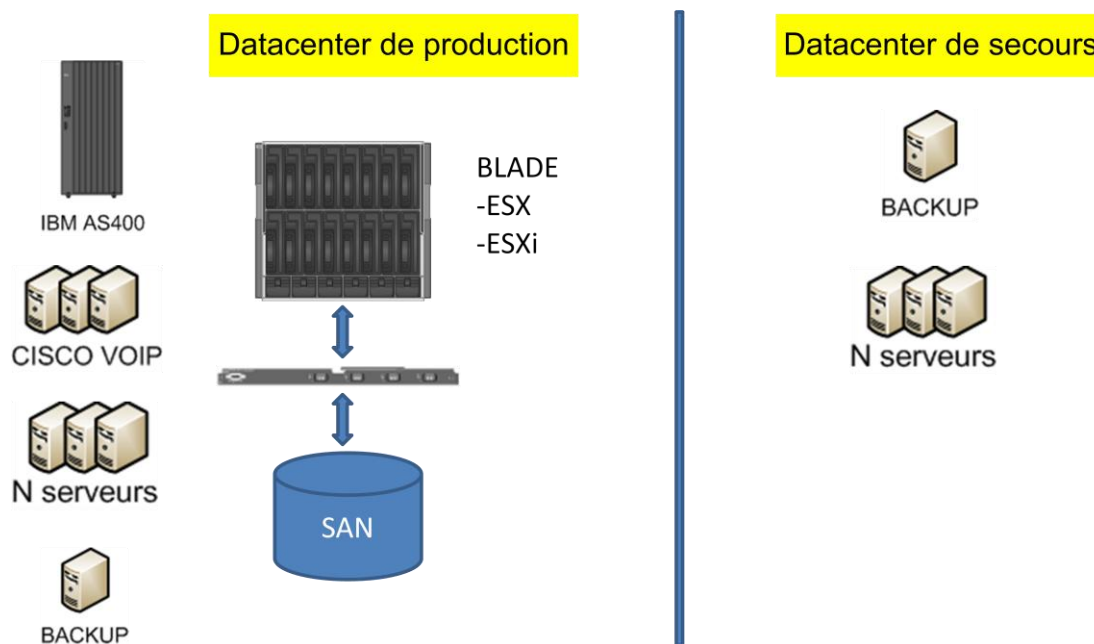 Datacenter de production
Datacenter de secours
IBM AS400
BLADE
-ESX
-ESXi
BACKUP
CISCO VOIP
N serveurs
N serveurs
SAN
BACKUP